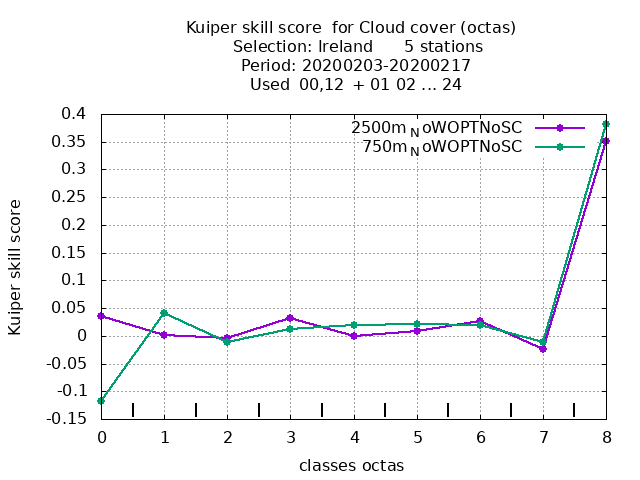 Kuiper skill score  for Cloud cover (octas)
Selection: Ireland      5 stations
Period: 20200203-20200217
Used  00,12  + 01 02 ... 24
2500m NoWOPTNoSC
750m NoWOPTNoSC
Kuiper skill score
0.4
0.35
0.3
0.25
0.2
0.15
0.1
0.05
0
-0.05
-0.1
-0.15
0 1 2 3 4 5 6 7 8
classes octas